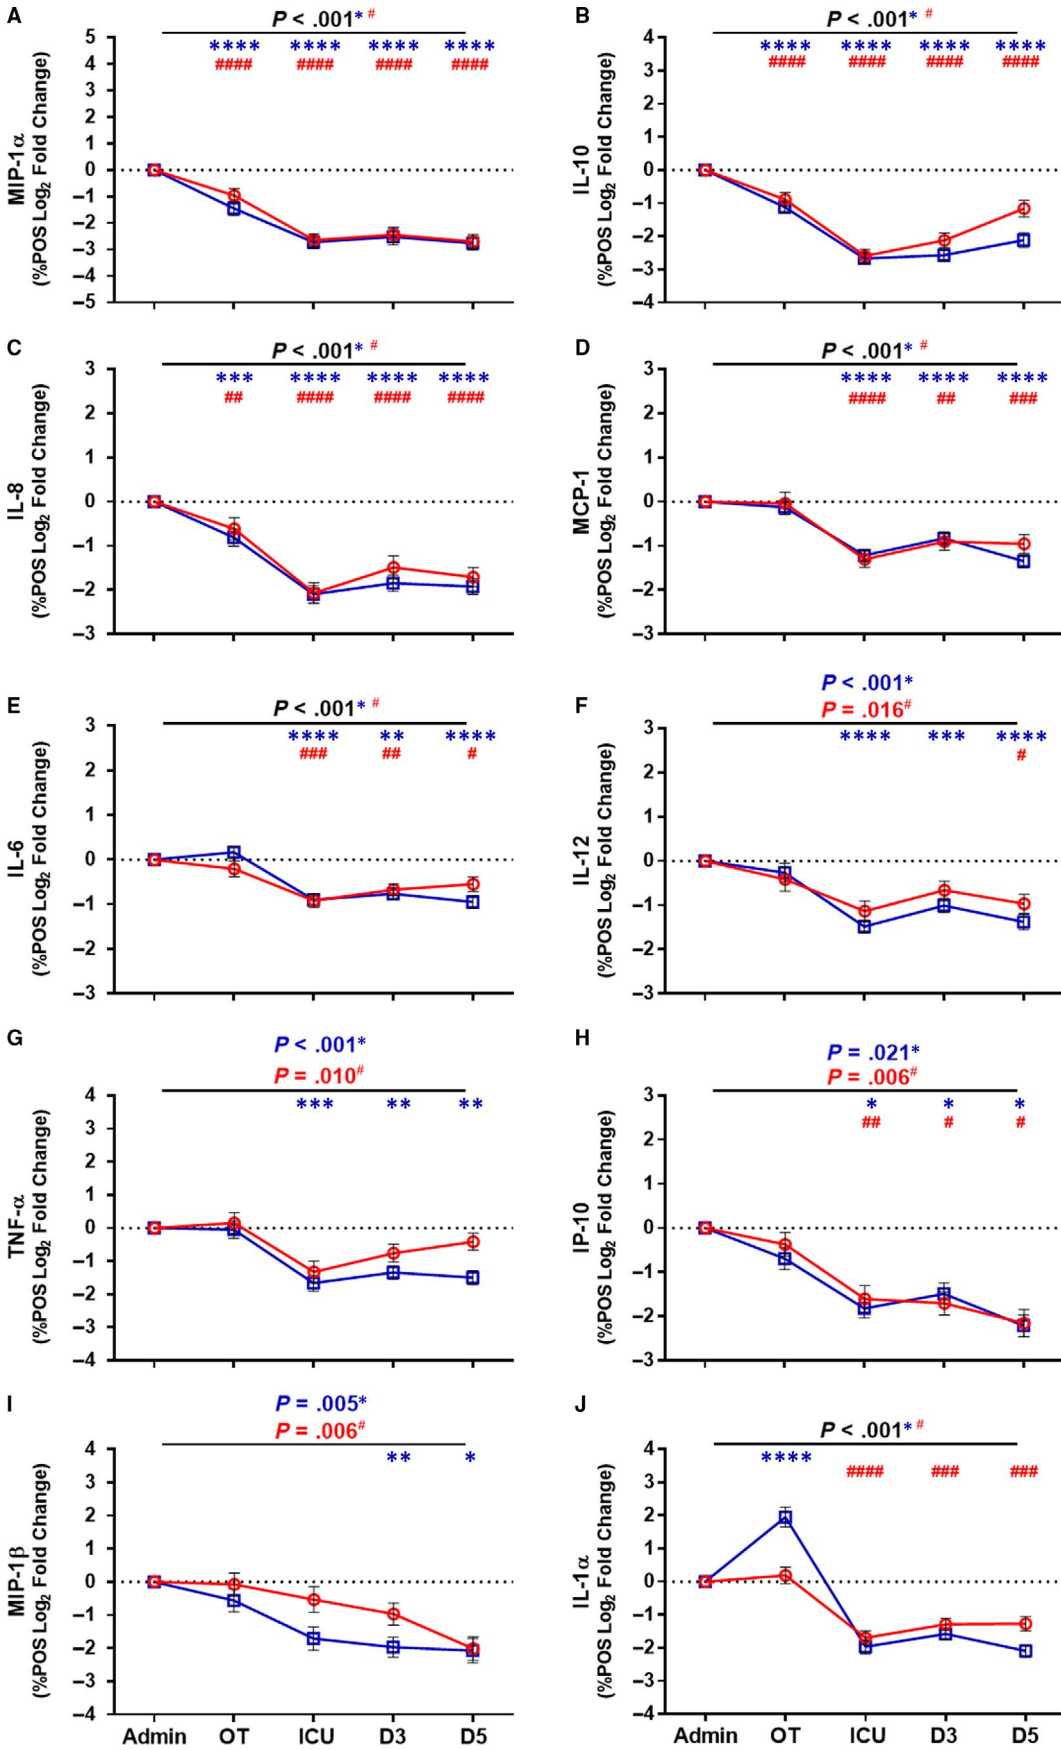 A
P < .001* #
**** **** **** ****
#### #### #### ####
MIP-1α
(%POS Log2 Fold Change)
5
4
3
2
1
0
–1
–2
–3
–4
–5
B
P < .001* #
**** **** **** ****
#### #### #### ####
IL-10
(%POS Log2 Fold Change)
4
3
2
1
0
–1
–2
–3
–4
C
P < .001* #
*** **** **** ****
## #### #### ####
IL-8
(%POS Log2 Fold Change)
3
2
1
0
–1
–2
–3
D
P < .001* #
**** **** ****
#### ## ###
MCP-1
(%POS Log2 Fold Change)
3
2
1
0
–1
–2
–3
E
P < .001* #
**** ** ****
### ## #
IL-6
(%POS Log2 Fold Change)
3
2
1
0
–1
–2
–3
F
P < .001*
P = .016#
**** *** ****
#
IL-12
(%POS Log2 Fold Change)
3
2
1
0
–1
–2
–3
G
P < .001*
P = .010#
*** ** **
TNF-α
(%POS Log2 Fold Change)
4
3
2
1
0
–1
–2
–3
–4
H
P = .021*
P = .006#
* * *
## # #
IP-10
(%POS Log2 Fold Change)
3
2
1
0
–1
–2
–3
I
P = .005*
P = .006#
** *
MIP-1β
(%POS Log2 Fold Change)
4
3
2
1
0
–1
–2
–3
–4
Admin OT ICU D3 D5
J
P < .001* #
****
#### ### ###
IL-1α
(%POS Log2 Fold Change)
4
3
2
1
0
–1
–2
–3
–4
Admin OT ICU D3 D5